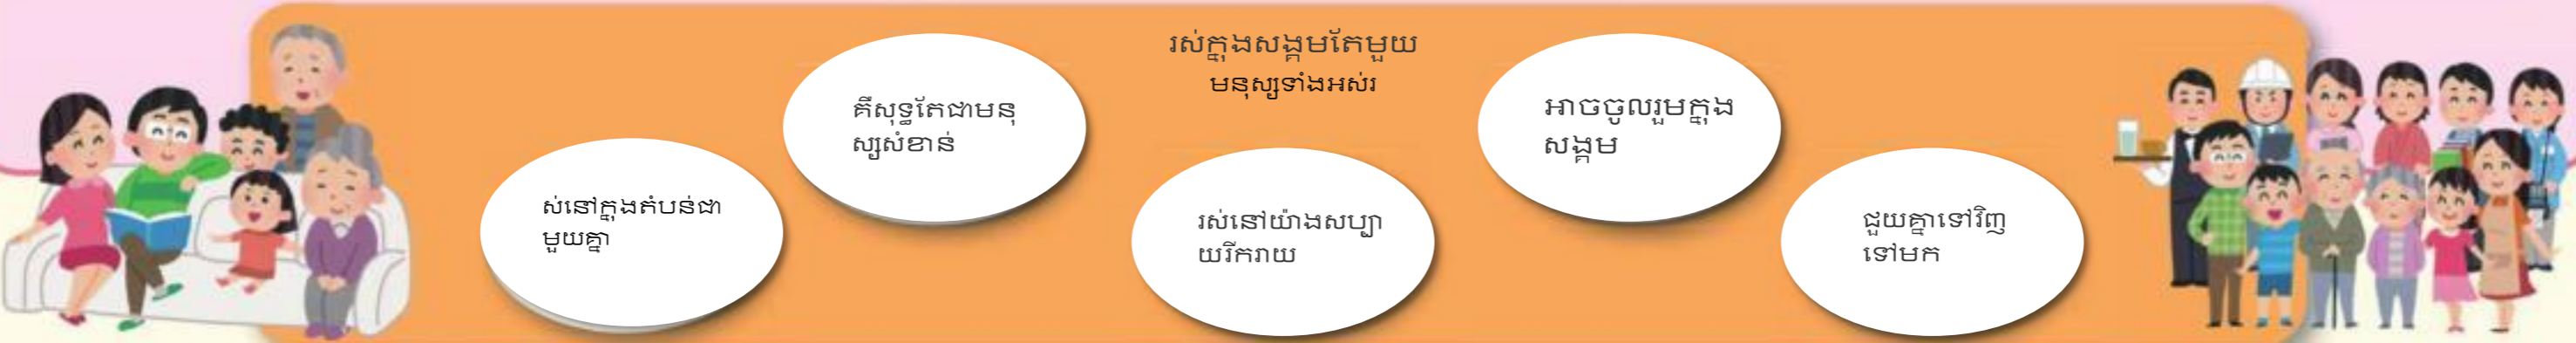 រស់ក្នុងសង្គមតែមួយ
មនុស្សទាំងអស់រ
ស់នៅក្នុងតំបន់ជា
មួយគ្នា
គឺសុទ្ធតែជាមនុ
ស្សសំខាន់
រស់នៅយ៉ាងសប្បា
យរីករាយ
អាចចូលរួមក្នុង
សង្គម
ជួយគ្នាទៅវិញ
ទៅមក